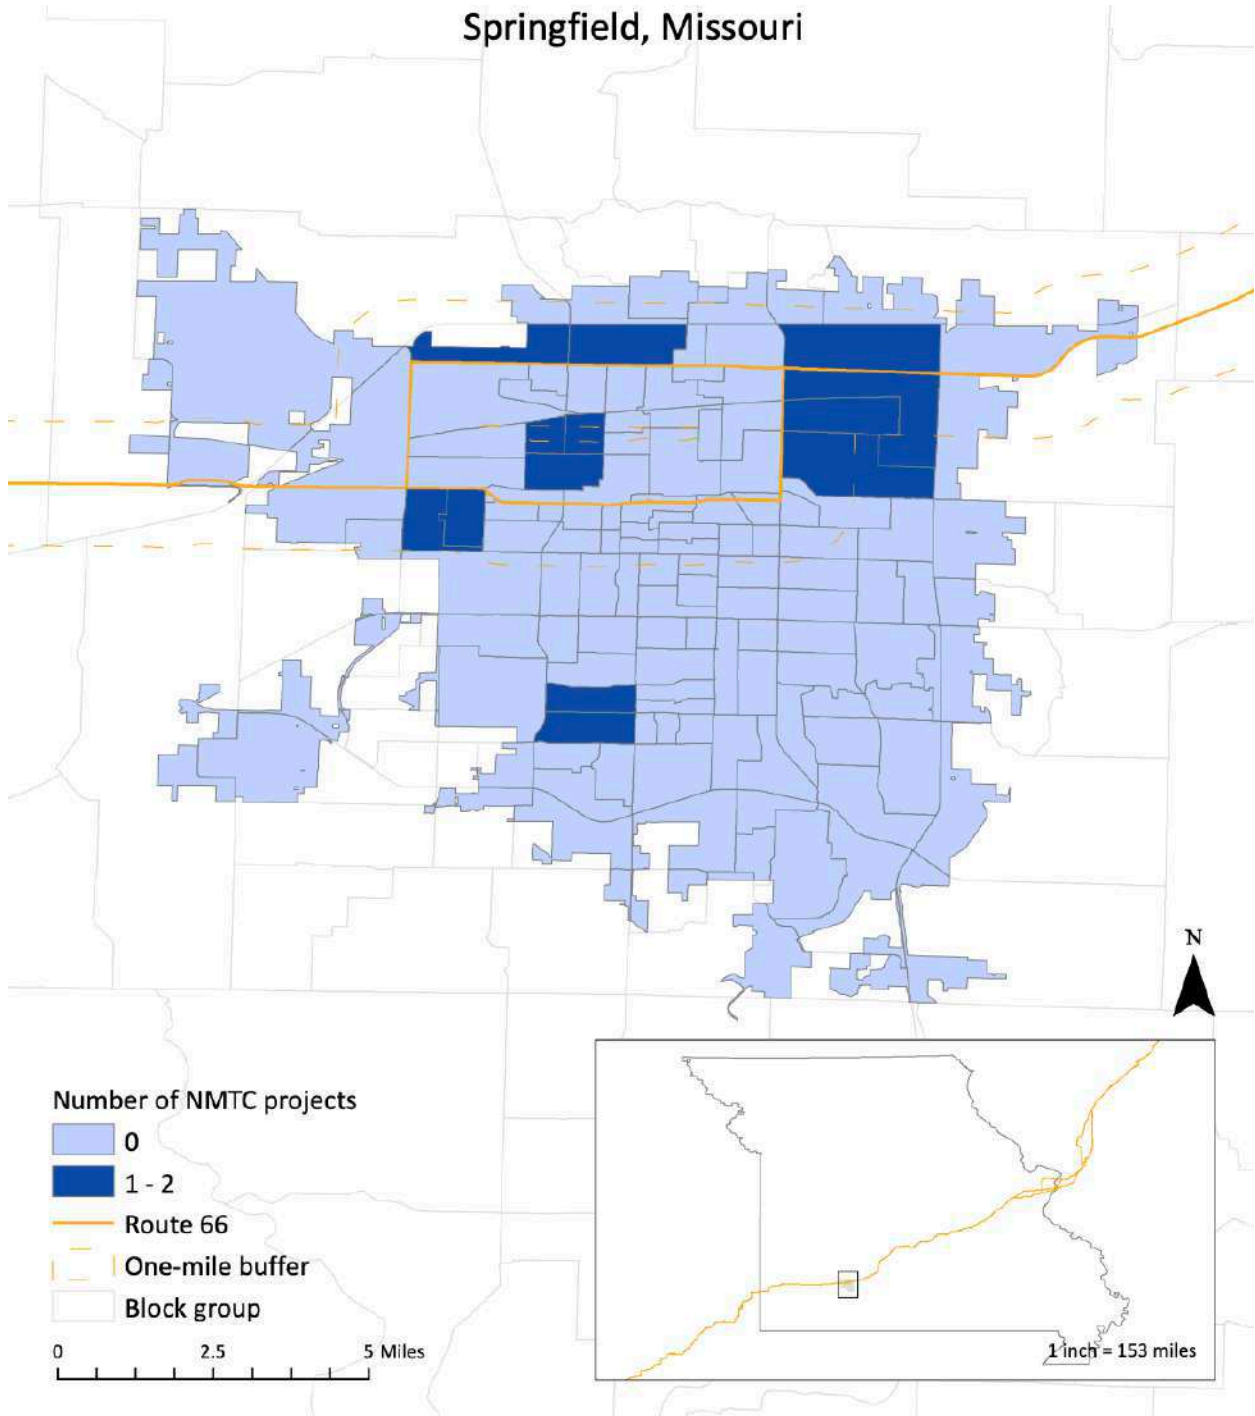 Springfield, Missouri
N
Number of NMTC projects
0
1 - 2
Route 66
One-mile buffer
Block group
0 2.5 5 Miles
1 inch = 153 miles